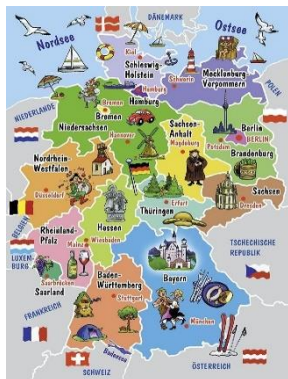 DÄNEMARK
Nordsee
Ostsee
Kiel
Schleswig-
Holstein
Schwerin
Mecklenburg
Vorpommern
Hamburg
Hamburg
POLEN
NIEDERLANDE
Bremen
Bremen
Niedersachsen
Hannover
Sachsen-
Anhalt
Magdeburg
Berlin
BERLIN
Potsdam
Brandenburg
Nordrhein-
Westfalen
Düsseldorf
Sachsen
Dresden
Erfurt
Thüringen
Hessen
Wiesbaden
BELGIEN
LUXEM-
BURG
Rheinland-
Pfalz
Mainz
Saarbrücken
Saarland
TSCHECHISCHE
REPUBLIK
Baden-
Württemberg
Stuttgart
Bayern
München
FRANKREICH
Bodensee
SCHWEIZ
ÖSTERREICH